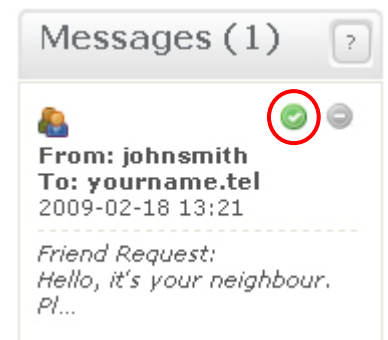 Messages (1) ?
From: johnsmith
To: yourname.tel
2009-02-18 13:21
Friend Request:
Hello, it's your neighbour.
Pl...